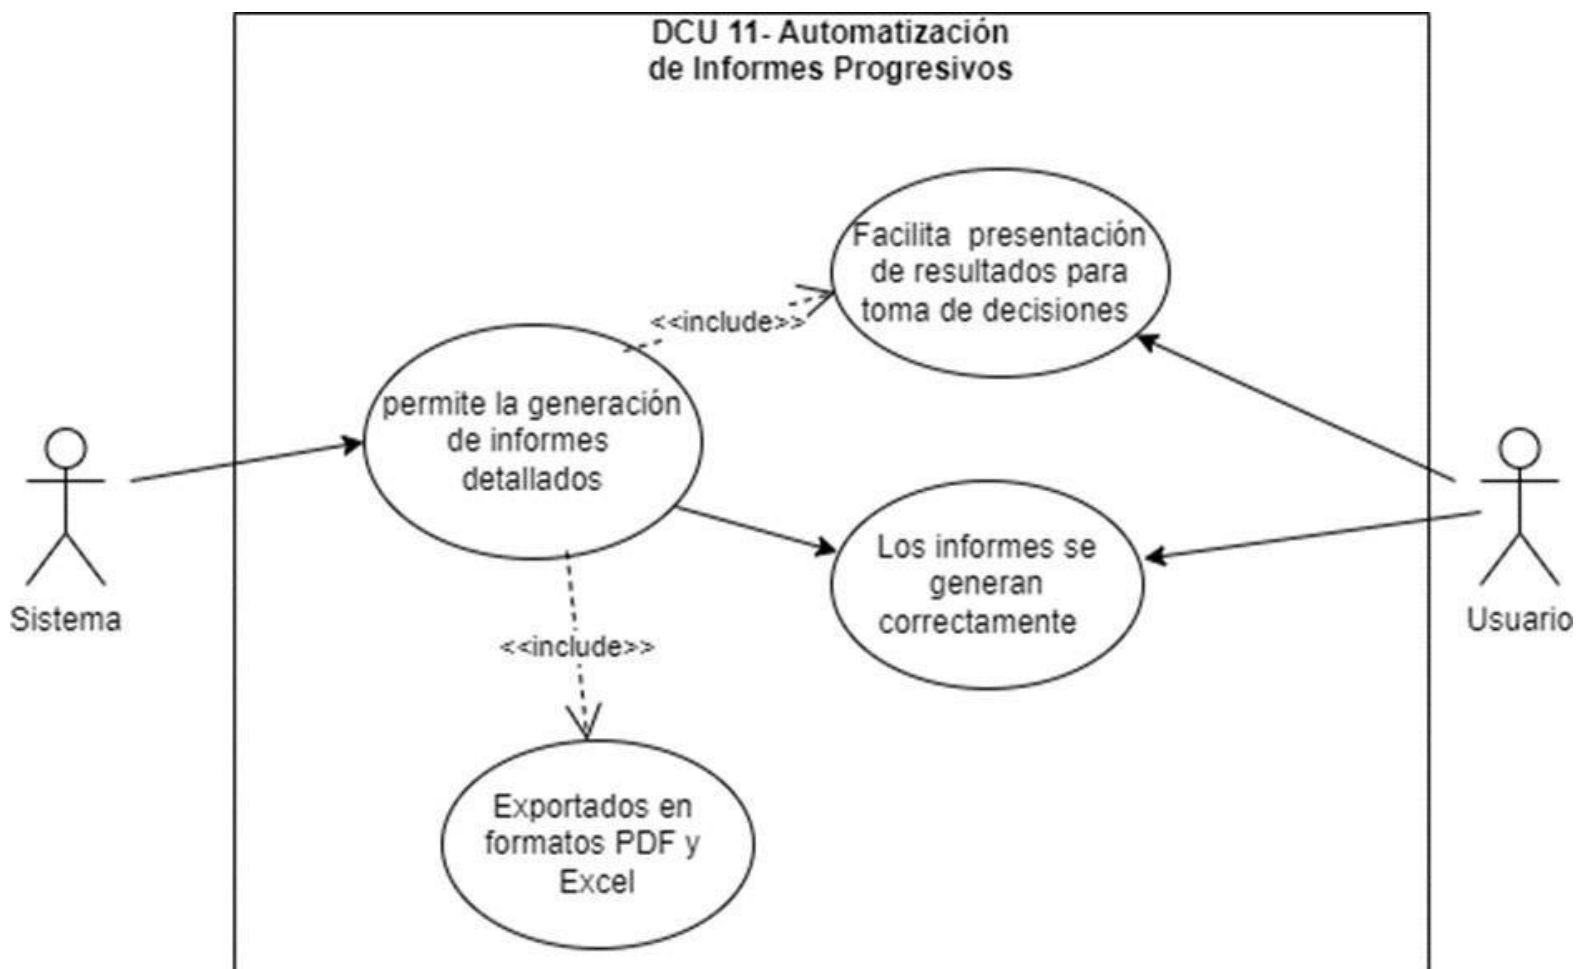 DCU 11- Automatización
de Informes Progresivos
Facilita presentación
de resultados para
toma de decisiones
<<include>>
permite la generación
de informes
detallados
Sistema
Los informes se
generan
correctamente
Usuario
<<include>>
Exportados en
formatos PDF y
Excel